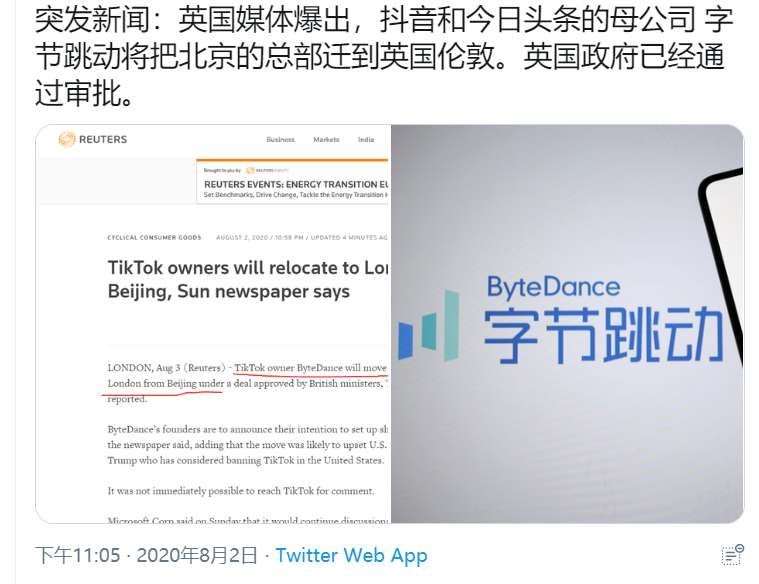 突发新闻：英国媒体爆出，抖音和今日头条的母公司 字
节跳动将把北京的总部迁到英国伦敦。英国政府已经通
过审批。
REUTERS
Business Markets India
Brought to you by REUTERS EVENTS
REUTERS EVENTS: ENERGY TRANSITION EU
Set Benchmarks, Drive Change, Tackle the Energy Transition
CYCLICAL CONSUMER GOODS AUGUST 2, 2020 / 10:58 PM / UPDATED 4 MINUTES AG
TikTok owners will relocate to Lon
Beijing, Sun newspaper says
LONDON, Aug 3 (Reuters) - TikTok owner ByteDance will move
London from Beijing under a deal approved by British ministers,
reported.
ByteDance's founders are to announce their intention to set up sh
the newspaper said, adding that the move was likely to upset U.S.
Trump who has considered banning TikTok in the United States.
It was not immediately possible to reach TikTok for comment.
Microsoft Corp said on Sunday that it would continue discussion
ByteDance
字节跳动
下午11:05 · 2020年8月2日 · Twitter Web App